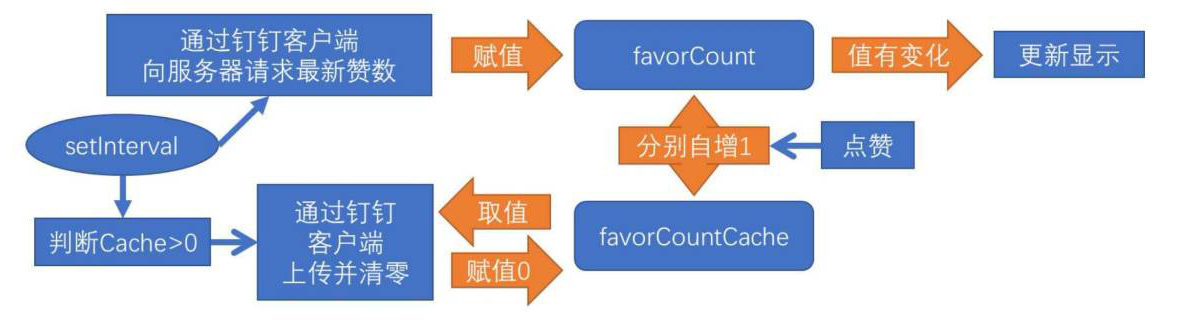 通过钉钉客户端
向服务器请求最新赞数
赋值
favorCount
值有变化
更新显示
setInterval
分别自增1
点赞
判断Cache>0
通过钉钉
客户端
上传并清零
取值
赋值0
favorCountCache